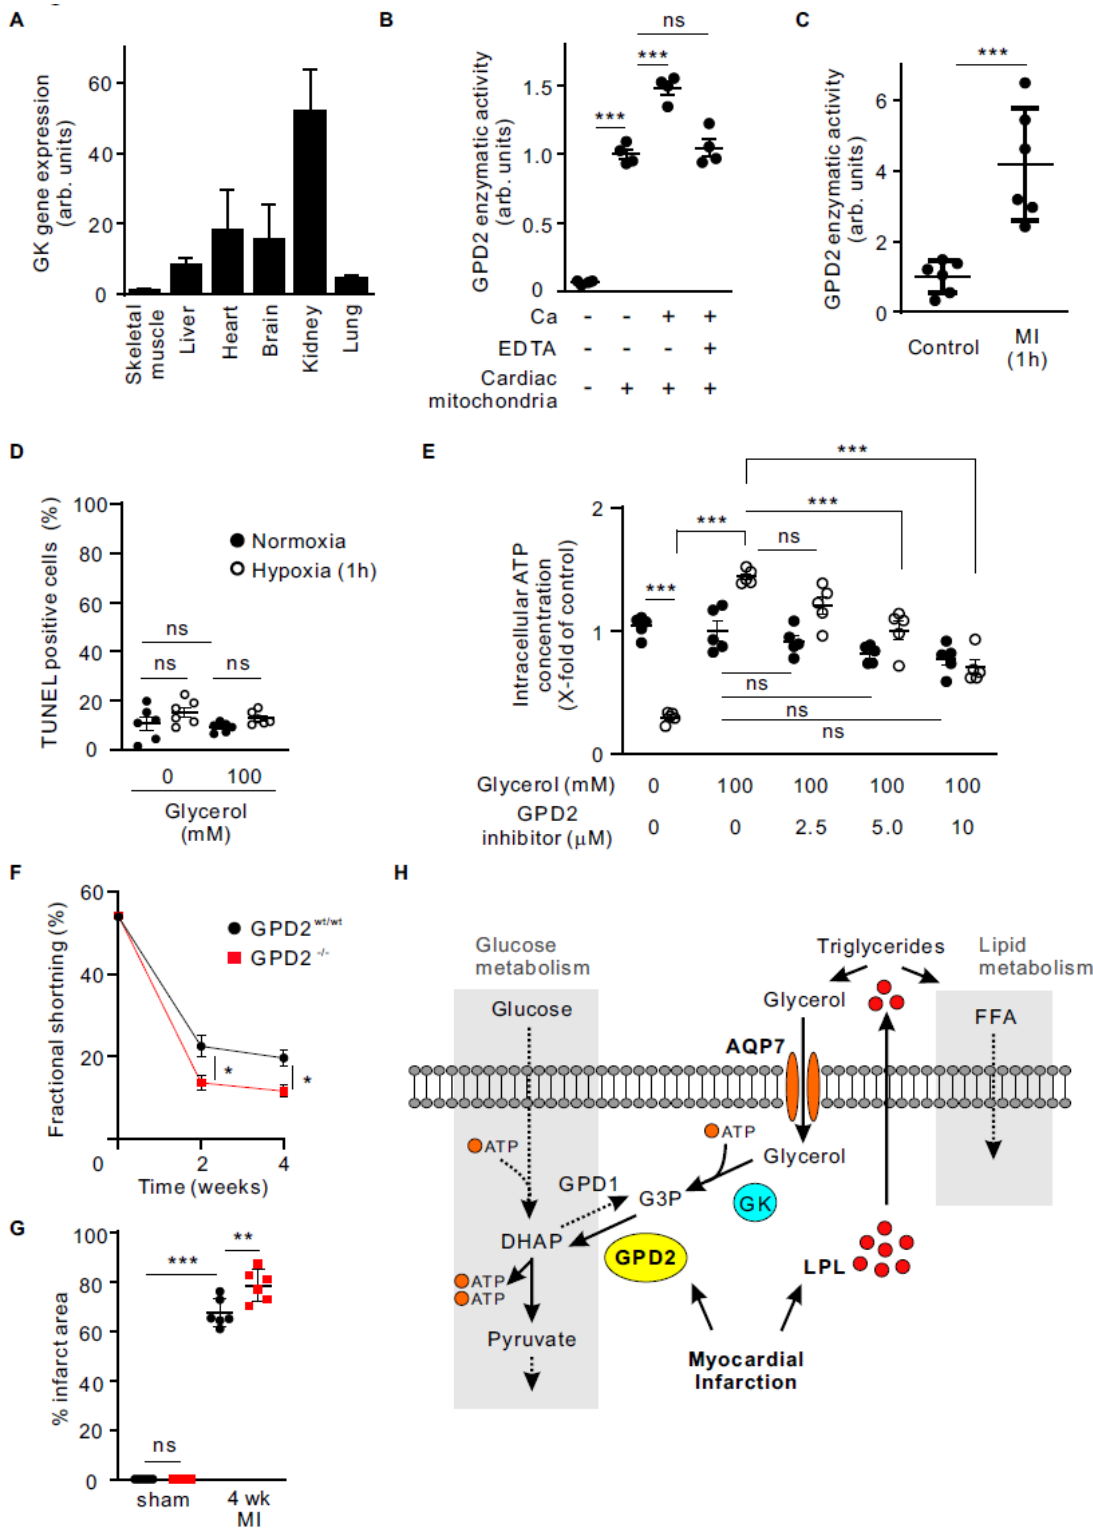 A
GK gene expression
(arb. units)
60
40
20
0
Skeletal
muscle
Liver
Heart
Brain
Kidney
Lung
B
GPD2 enzymatic activity
(arb. units)
1.5
1.0
0.5
0
ns
***
***
Ca - - + +
EDTA - - - +
Cardiac
mitochondria - + + +
C
GPD2 enzymatic activity
(arb. units)
6
4
2
0
***
Control
MI
(1h)
D
TUNEL positive cells (%)
100
80
60
40
20
0
Normoxia
Hypoxia (1h)
ns
ns
ns
0 100
Glycerol
(mM)
E
Intracellular ATP
concentration
(X-fold of control)
2
1
0
***
***
***
***
ns
ns
ns
ns
Glycerol (mM) 0 100 100 100 100
GPD2
inhibitor (μM) 0 0 2.5 5.0 10
F
Fractional shortning (%)
60
40
20
0
GPD2 wt/wt
GPD2 -/-
*
*
2 4
Time (weeks)
G
% infarct area
100
80
60
40
20
0
***
**
ns
sham
4 wk
MI
H
Glucose
metabolism
Glucose
Triglycerides
Lipid
metabolism
Glycerol
FFA
AQP7
ATP
ATP
Glycerol
GPD1
G3P
GK
DHAP
GPD2
LPL
ATP
ATP
Pyruvate
Myocardial
Infarction